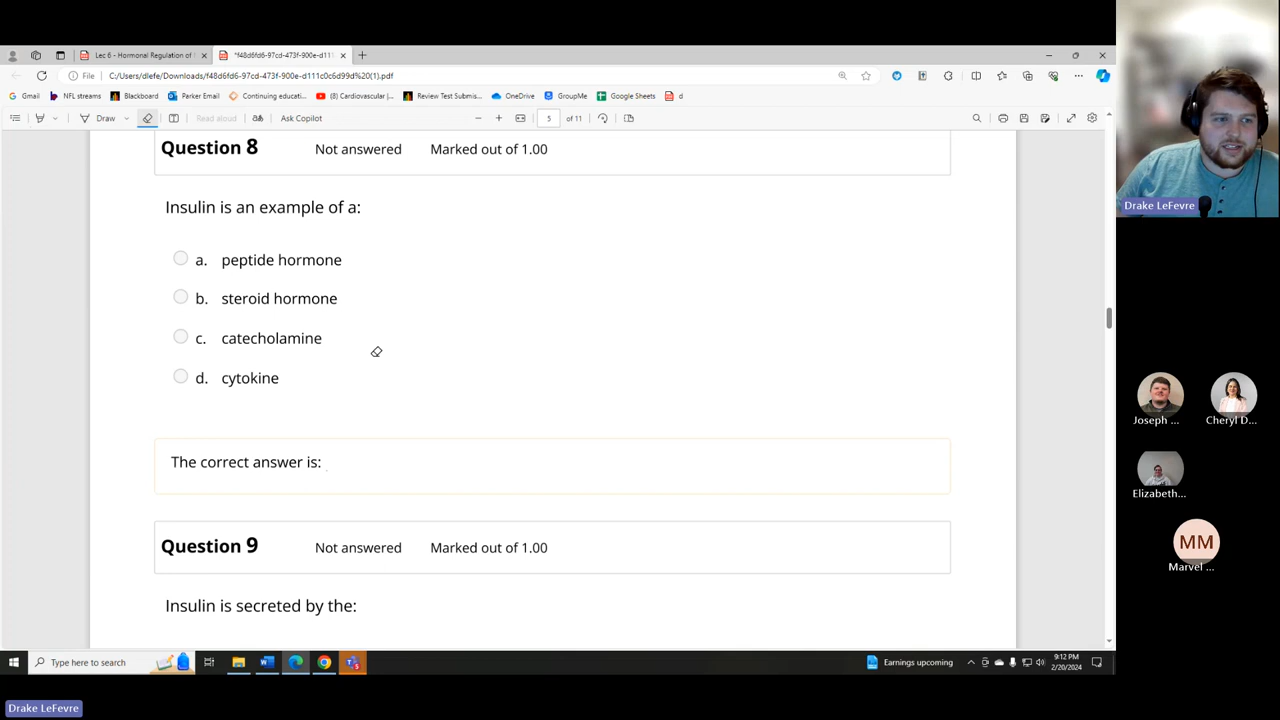 Lec 6 - Hormonal Regulation of
*f48d6fd6-97cd-473f-900e-d111
File
C:/Users/dlefe/Downloads/f48d6fd6-97cd-473f-900e-d111c0c6d99d%20(1).pdf
Gmail
NFL streams
Blackboard
Parker Email
Continuing educati...
(8) Cardiovascular |...
Review Test Submis...
OneDrive
GroupMe
Google Sheets
d
Draw
Read aloud
Ask Copilot
5
of 11
Question 8
Not answered
Marked out of 1.00
Insulin is an example of a:
a. peptide hormone
b. steroid hormone
c. catecholamine
d. cytokine
The correct answer is:
Question 9
Not answered
Marked out of 1.00
Insulin is secreted by the:
Type here to search
Earnings upcoming
9:12 PM
2/20/2024
Drake LeFevre
Joseph ...
Cheryl D...
Elizabeth...
MM
Marvel ...
Drake LeFevre